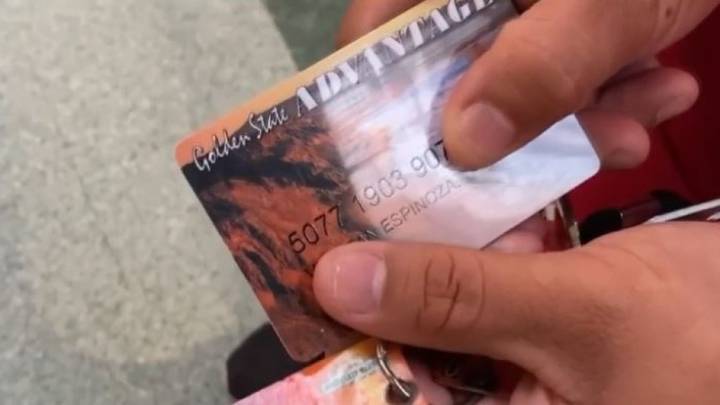 Golden State ADVANTAGE
5077 1903 907
ESPINOZA